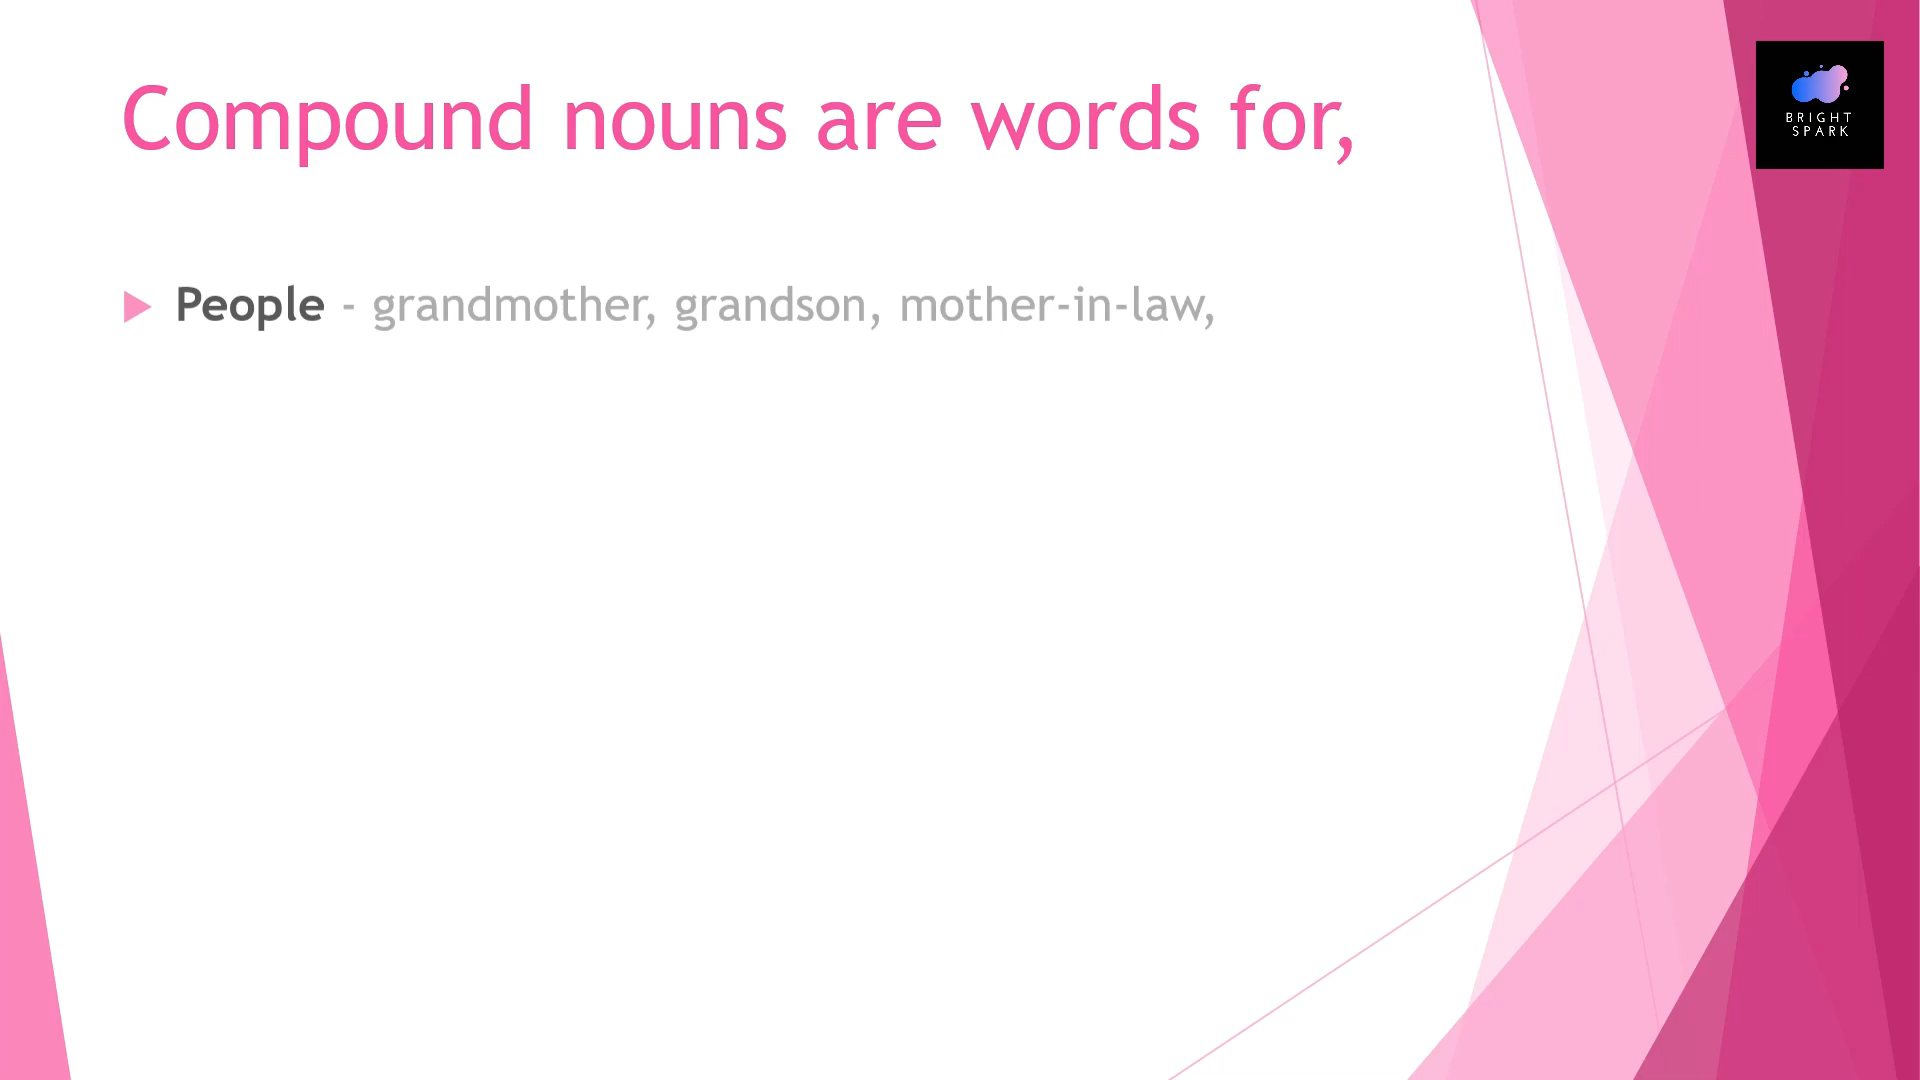 Compound nouns are words for,
BRIGHT
SPARK
People - grandmother, grandson, mother-in-law,